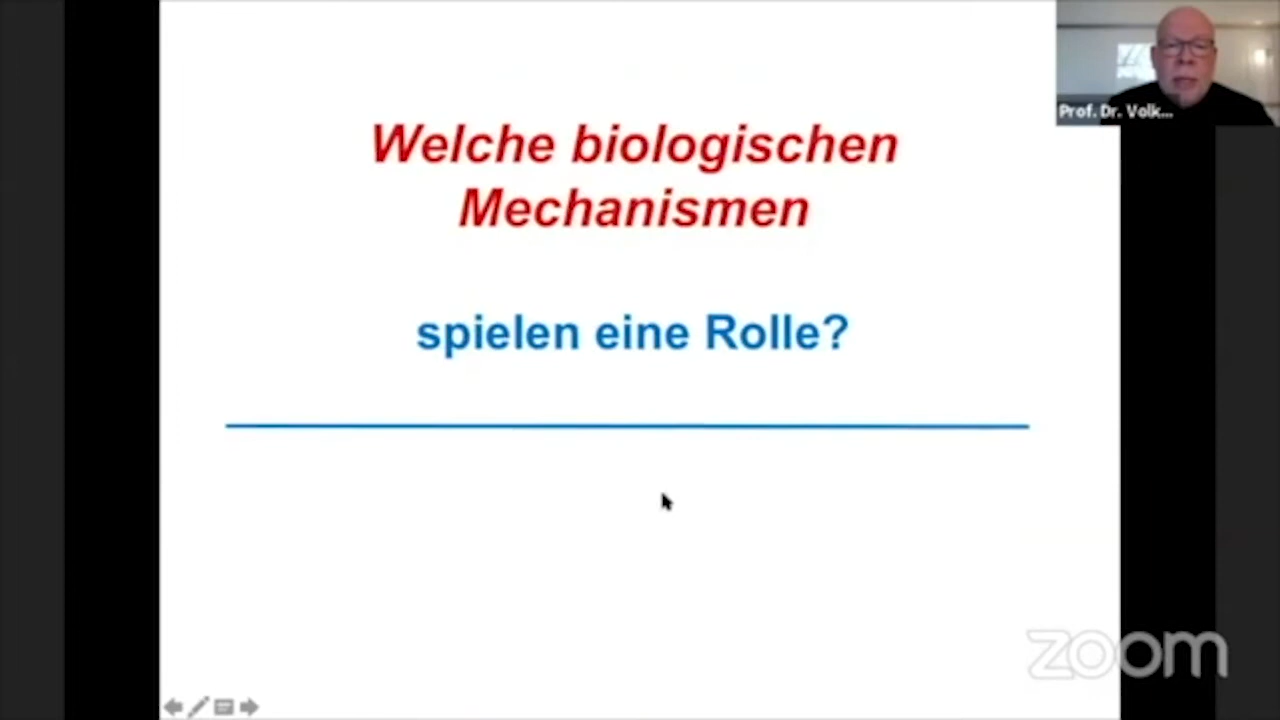 Welche biologischen
Mechanismen
spielen eine Rolle?
Prof. Dr. Volk...
zoom